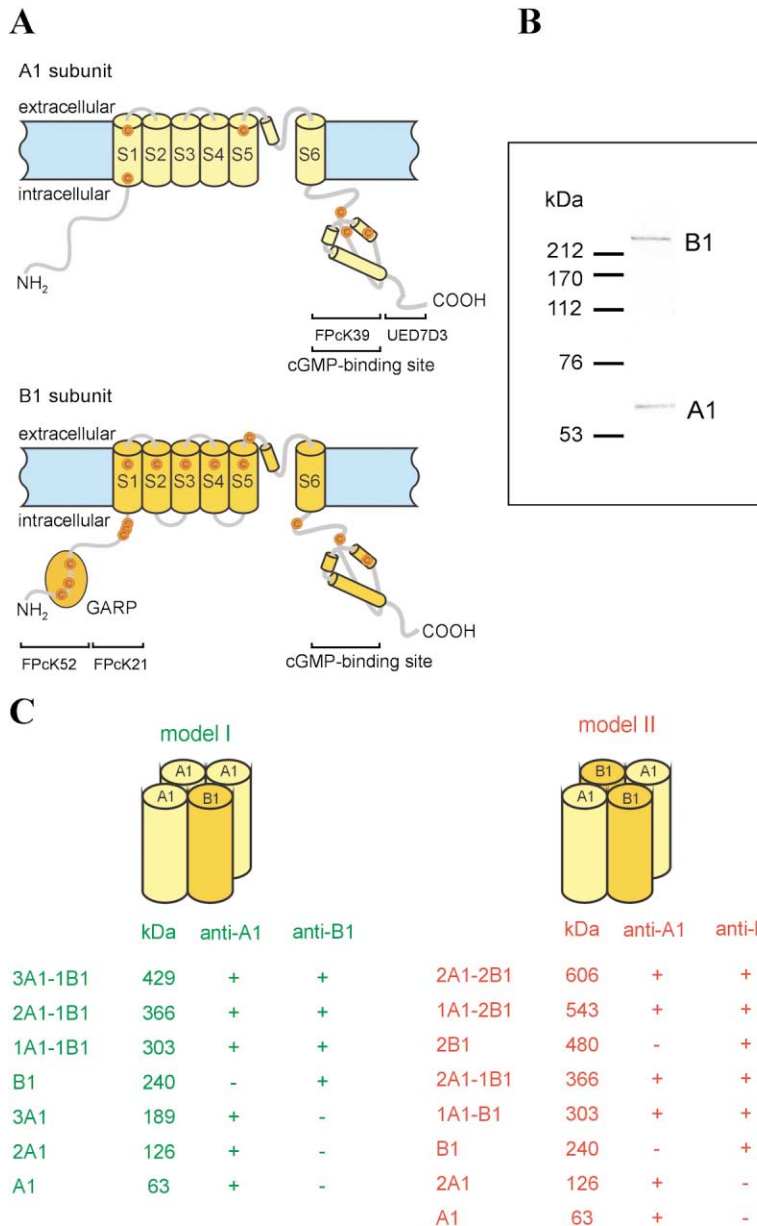 A
A1 subunit
extracellular
S1 S2 S3 S4 S5 S6
C C C C C C
intracellular
NH2
COOH
FPcK39 UED7D3
cGMP-binding site
B1 subunit
extracellular
C C C C C C
S1 S2 S3 S4 S5 S6
intracellular
GARP
NH2
COOH
FPcK52 FPcK21
cGMP-binding site
B
kDa
212
170
112
76
53
B1
A1
C
model I
A1 A1
A1 B1
kDa anti-A1 anti-B1
3A1-1B1 429 + +
2A1-1B1 366 + +
1A1-1B1 303 + +
B1 240 - +
3A1 189 + -
2A1 126 + -
A1 63 + -
model II
B1 A1
A1 B1
kDa anti-A1
2A1-2B1 606 + +
1A1-2B1 543 + +
2B1 480 - +
2A1-1B1 366 + +
1A1-B1 303 + +
B1 240 - +
2A1 126 + -
A1 63 + -